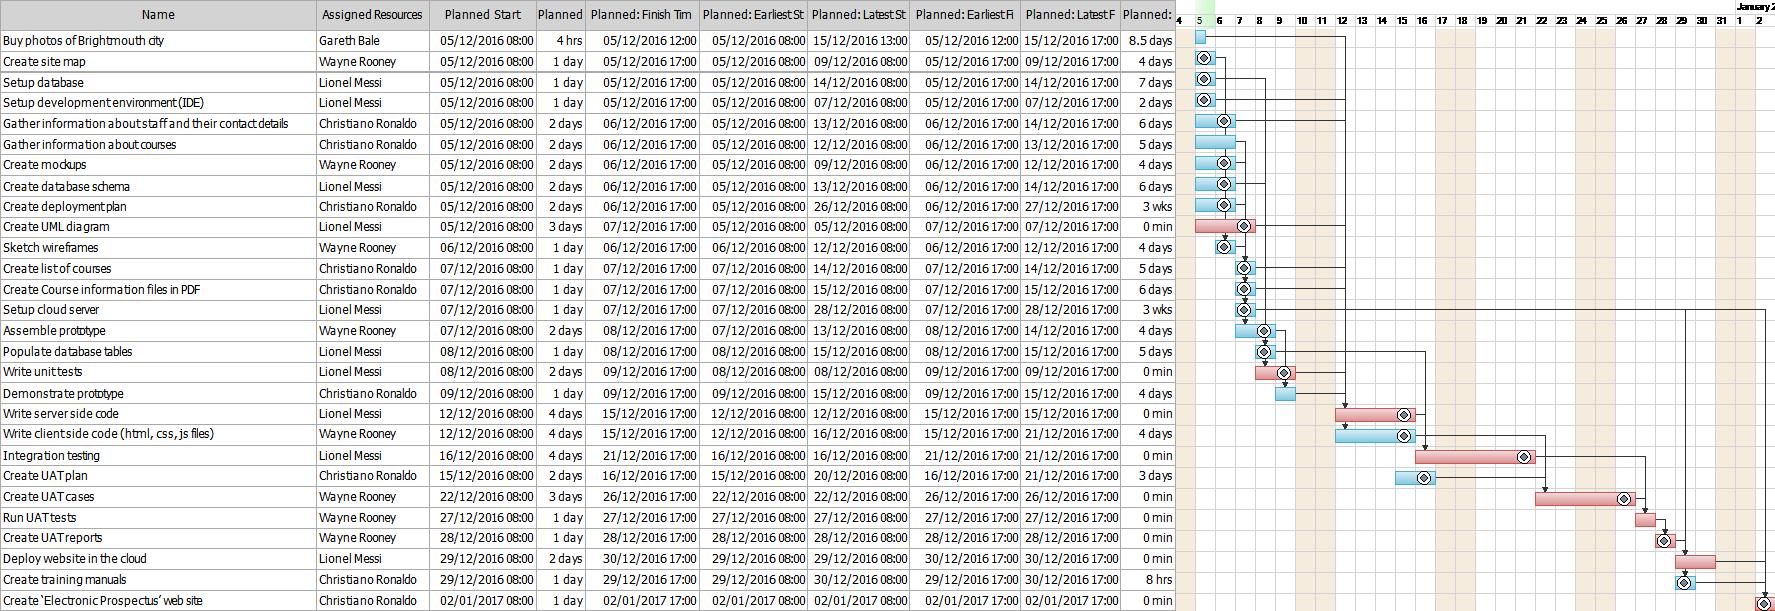 Name Assigned Resources Planned Start Planned Planned: Finish Tim Planned: Earliest St Planned: Latest St Planned: Earliest Fi Planned: Latest F Planned: January 2
4 5 6 7 8 9 10 11 12 13 14 15 16 17 18 19 20 21 22 23 24 25 26 27 28 29 30 31 1 2
Buy photos of Brightmouth city Gareth Bale 05/12/2016 08:00 4 hrs 05/12/2016 12:00 05/12/2016 08:00 15/12/2016 13:00 05/12/2016 12:00 15/12/2016 17:00 8.5 days
Create site map Wayne Rooney 05/12/2016 08:00 1 day 05/12/2016 17:00 05/12/2016 08:00 09/12/2016 08:00 05/12/2016 17:00 09/12/2016 17:00 4 days
Setup database Lionel Messi 05/12/2016 08:00 1 day 05/12/2016 17:00 05/12/2016 08:00 14/12/2016 08:00 05/12/2016 17:00 14/12/2016 17:00 7 days
Setup development environment (IDE) Lionel Messi 05/12/2016 08:00 1 day 05/12/2016 17:00 05/12/2016 08:00 07/12/2016 08:00 05/12/2016 17:00 07/12/2016 17:00 2 days
Gather information about staff and their contact details Christiano Ronaldo 05/12/2016 08:00 2 days 06/12/2016 17:00 05/12/2016 08:00 13/12/2016 08:00 06/12/2016 17:00 14/12/2016 17:00 6 days
Gather information about courses Christiano Ronaldo 05/12/2016 08:00 2 days 06/12/2016 17:00 05/12/2016 08:00 12/12/2016 08:00 06/12/2016 17:00 13/12/2016 17:00 5 days
Create mockups Wayne Rooney 05/12/2016 08:00 2 days 06/12/2016 17:00 05/12/2016 08:00 09/12/2016 08:00 06/12/2016 17:00 12/12/2016 17:00 4 days
Create database schema Lionel Messi 05/12/2016 08:00 2 days 06/12/2016 17:00 05/12/2016 08:00 13/12/2016 08:00 06/12/2016 17:00 14/12/2016 17:00 6 days
Create deployment plan Christiano Ronaldo 05/12/2016 08:00 2 days 06/12/2016 17:00 05/12/2016 08:00 26/12/2016 08:00 06/12/2016 17:00 27/12/2016 17:00 3 wks
Create UML diagram Lionel Messi 05/12/2016 08:00 3 days 07/12/2016 17:00 05/12/2016 08:00 05/12/2016 08:00 07/12/2016 17:00 07/12/2016 17:00 0 min
Sketch wireframes Wayne Rooney 06/12/2016 08:00 1 day 06/12/2016 17:00 06/12/2016 08:00 12/12/2016 08:00 06/12/2016 17:00 12/12/2016 17:00 4 days
Create list of courses Christiano Ronaldo 07/12/2016 08:00 1 day 07/12/2016 17:00 07/12/2016 08:00 14/12/2016 08:00 07/12/2016 17:00 14/12/2016 17:00 5 days
Create Course information files in PDF Christiano Ronaldo 07/12/2016 08:00 1 day 07/12/2016 17:00 07/12/2016 08:00 15/12/2016 08:00 07/12/2016 17:00 15/12/2016 17:00 6 days
Setup cloud server Lionel Messi 07/12/2016 08:00 1 day 07/12/2016 17:00 07/12/2016 08:00 28/12/2016 08:00 07/12/2016 17:00 28/12/2016 17:00 3 wks
Assemble prototype Wayne Rooney 07/12/2016 08:00 2 days 08/12/2016 17:00 07/12/2016 08:00 13/12/2016 08:00 08/12/2016 17:00 14/12/2016 17:00 4 days
Populate database tables Lionel Messi 08/12/2016 08:00 1 day 08/12/2016 17:00 08/12/2016 08:00 15/12/2016 08:00 08/12/2016 17:00 15/12/2016 17:00 5 days
Write unit tests Lionel Messi 08/12/2016 08:00 2 days 09/12/2016 17:00 08/12/2016 08:00 08/12/2016 08:00 09/12/2016 17:00 09/12/2016 17:00 0 min
Demonstrate prototype Christiano Ronaldo 09/12/2016 08:00 1 day 09/12/2016 17:00 09/12/2016 08:00 15/12/2016 08:00 09/12/2016 17:00 15/12/2016 17:00 4 days
Write server side code Lionel Messi 12/12/2016 08:00 4 days 15/12/2016 17:00 12/12/2016 08:00 12/12/2016 08:00 15/12/2016 17:00 15/12/2016 17:00 0 min
Write client side code (html, css, js files) Wayne Rooney 12/12/2016 08:00 4 days 15/12/2016 17:00 12/12/2016 08:00 16/12/2016 08:00 15/12/2016 17:00 21/12/2016 17:00 4 days
Integration testing Lionel Messi 16/12/2016 08:00 4 days 21/12/2016 17:00 16/12/2016 08:00 16/12/2016 08:00 21/12/2016 17:00 21/12/2016 17:00 0 min
Create UAT plan Christiano Ronaldo 15/12/2016 08:00 2 days 16/12/2016 17:00 15/12/2016 08:00 20/12/2016 08:00 16/12/2016 17:00 21/12/2016 17:00 3 days
Create UAT cases Wayne Rooney 22/12/2016 08:00 3 days 26/12/2016 17:00 22/12/2016 08:00 22/12/2016 08:00 26/12/2016 17:00 26/12/2016 17:00 0 min
Run UAT tests Wayne Rooney 27/12/2016 08:00 1 day 27/12/2016 17:00 27/12/2016 08:00 27/12/2016 08:00 27/12/2016 17:00 27/12/2016 17:00 0 min
Create UAT reports Wayne Rooney 28/12/2016 08:00 1 day 28/12/2016 17:00 28/12/2016 08:00 28/12/2016 08:00 28/12/2016 17:00 28/12/2016 17:00 0 min
Deploy website in the cloud Lionel Messi 29/12/2016 08:00 2 days 30/12/2016 17:00 29/12/2016 08:00 29/12/2016 08:00 30/12/2016 17:00 30/12/2016 17:00 0 min
Create training manuals Christiano Ronaldo 29/12/2016 08:00 1 day 29/12/2016 17:00 29/12/2016 08:00 30/12/2016 08:00 29/12/2016 17:00 30/12/2016 17:00 8 hrs
Create ‘Electronic Prospectus’ web site Christiano Ronaldo 02/01/2017 08:00 1 day 02/01/2017 17:00 02/01/2017 08:00 02/01/2017 08:00 02/01/2017 17:00 02/01/2017 17:00 0 min